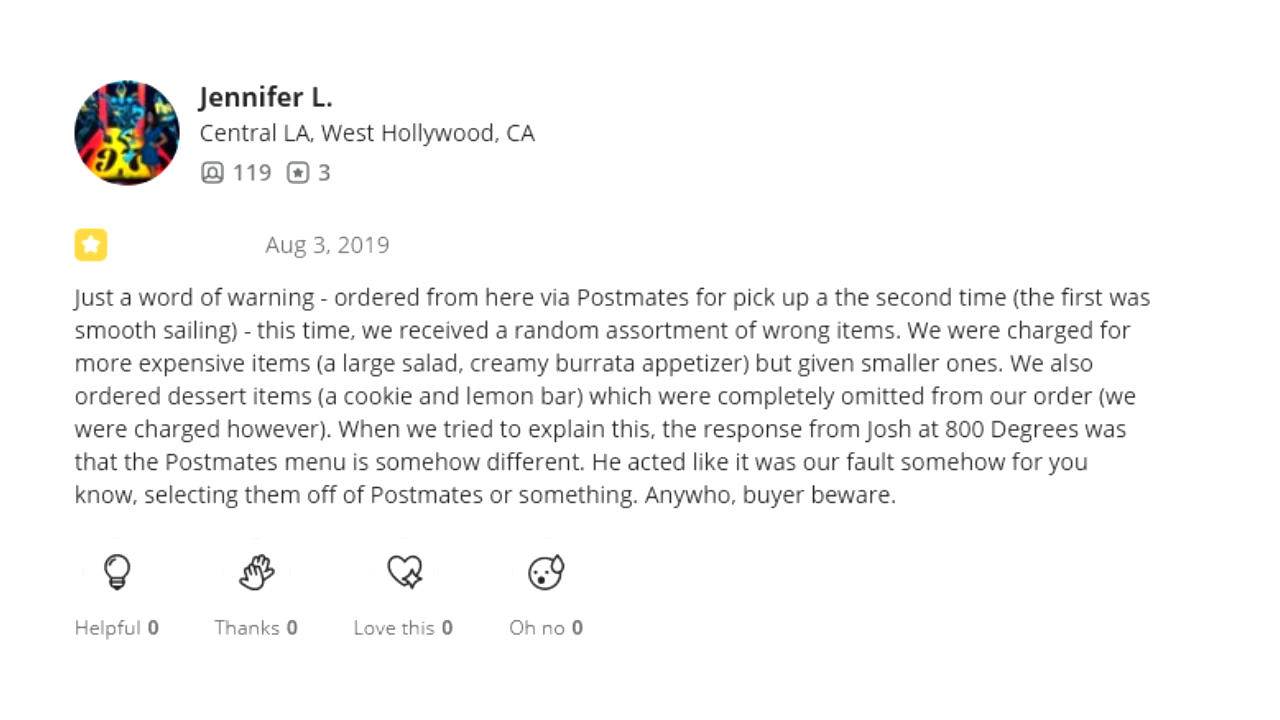 Jennifer L.
Central LA, West Hollywood, CA
119 3
Aug 3, 2019
Just a word of warning - ordered from here via Postmates for pick up a the second time (the first was
smooth sailing) - this time, we received a random assortment of wrong items. We were charged for
more expensive items (a large salad, creamy burrata appetizer) but given smaller ones. We also
ordered dessert items (a cookie and lemon bar) which were completely omitted from our order (we
were charged however). When we tried to explain this, the response from Josh at 800 Degrees was
that the Postmates menu is somehow different. He acted like it was our fault somehow for you
know, selecting them off of Postmates or something. Anywho, buyer beware.
Helpful 0 Thanks 0 Love this 0 Oh no 0